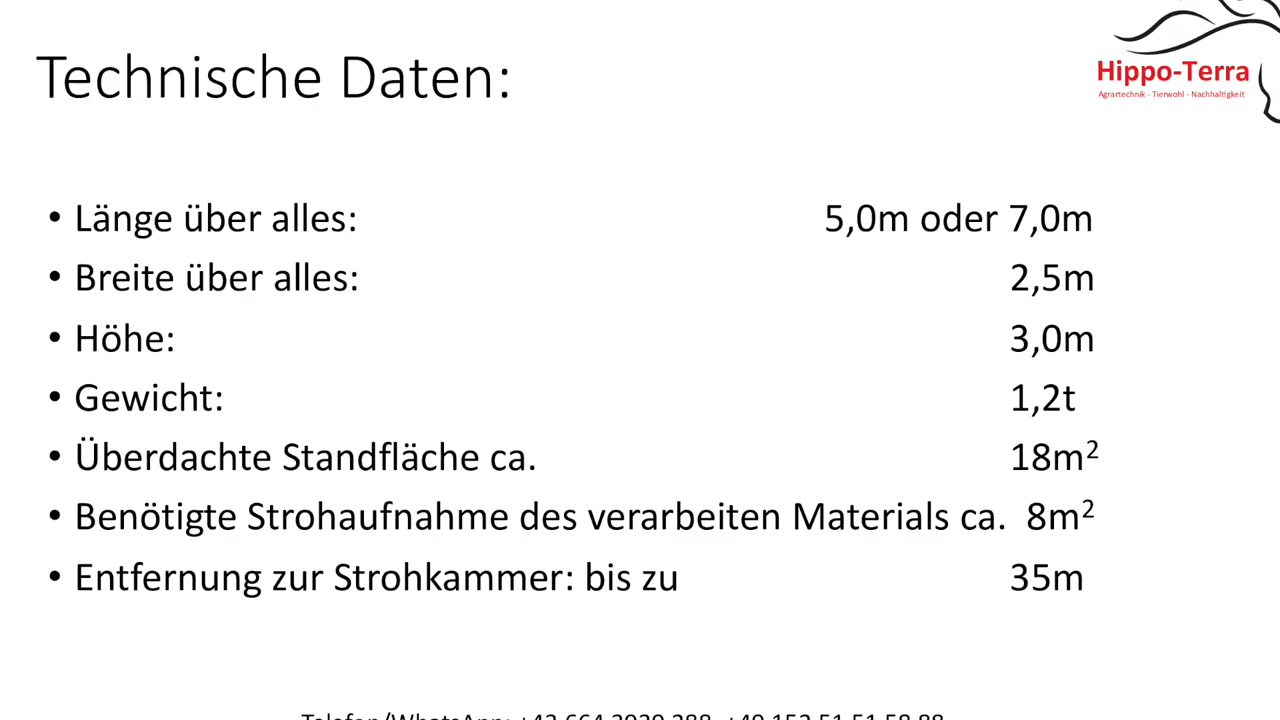 Technische Daten:
Hippo-Terra
Agrartechnik - Tierwohl - Nachhaltigkeit
• Länge über alles: 5,0m oder 7,0m
• Breite über alles: 2,5m
• Höhe: 3,0m
• Gewicht: 1,2t
• Überdachte Standfläche ca. 18m²
• Benötigte Strohaufnahme des verarbeiten Materials ca. 8m²
• Entfernung zur Strohkammer: bis zu 35m
Telefon/WhatsApp: